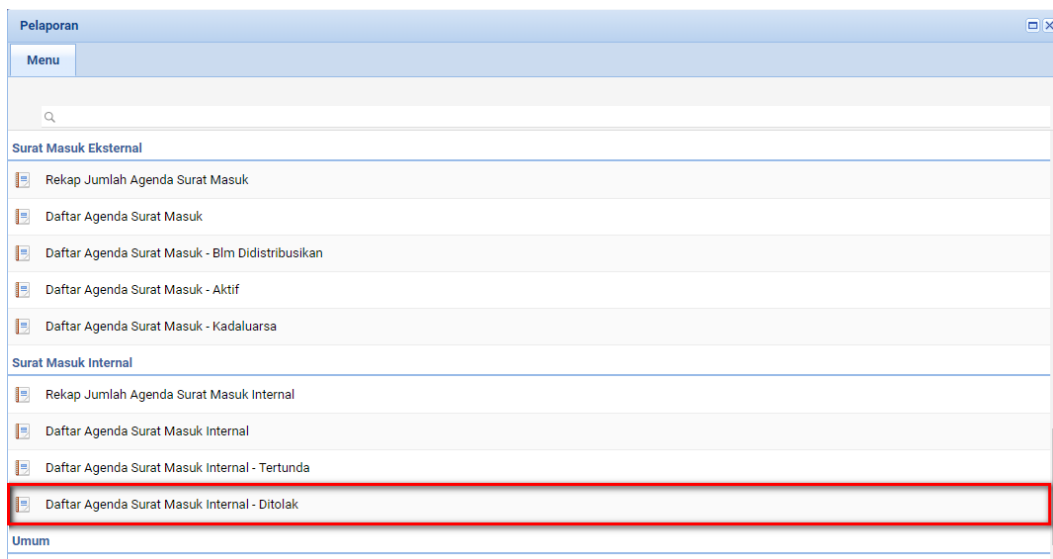 Pelaporan
Menu
Surat Masuk Eksternal
Rekap Jumlah Agenda Surat Masuk
Daftar Agenda Surat Masuk
Daftar Agenda Surat Masuk - Blm Didistribusikan
Daftar Agenda Surat Masuk - Aktif
Daftar Agenda Surat Masuk - Kadaluarsa
Surat Masuk Internal
Rekap Jumlah Agenda Surat Masuk Internal
Daftar Agenda Surat Masuk Internal
Daftar Agenda Surat Masuk Internal - Tertunda
Daftar Agenda Surat Masuk Internal - Ditolak
Umum